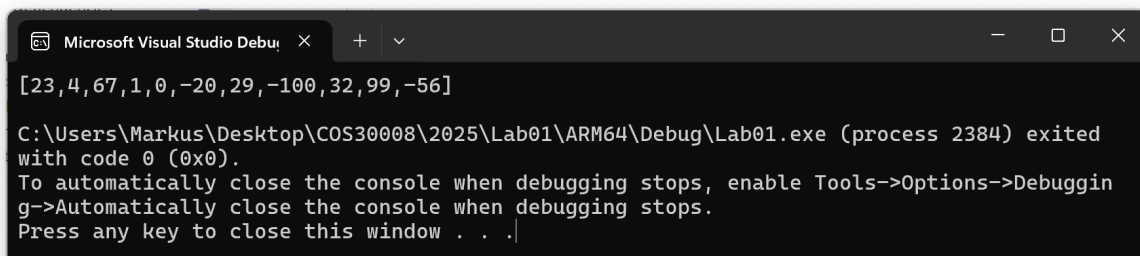 Microsoft Visual Studio Debu
[23,4,67,1,0,-20,29,-100,32,99,-56]
C:\Users\Markus\Desktop\COS30008\2025\Lab01\ARM64\Debug\Lab01.exe (process 2384) exited
with code 0 (0x0).
To automatically close the console when debugging stops, enable Tools->Options->Debuggin
g->Automatically close the console when debugging stops.
Press any key to close this window . . .